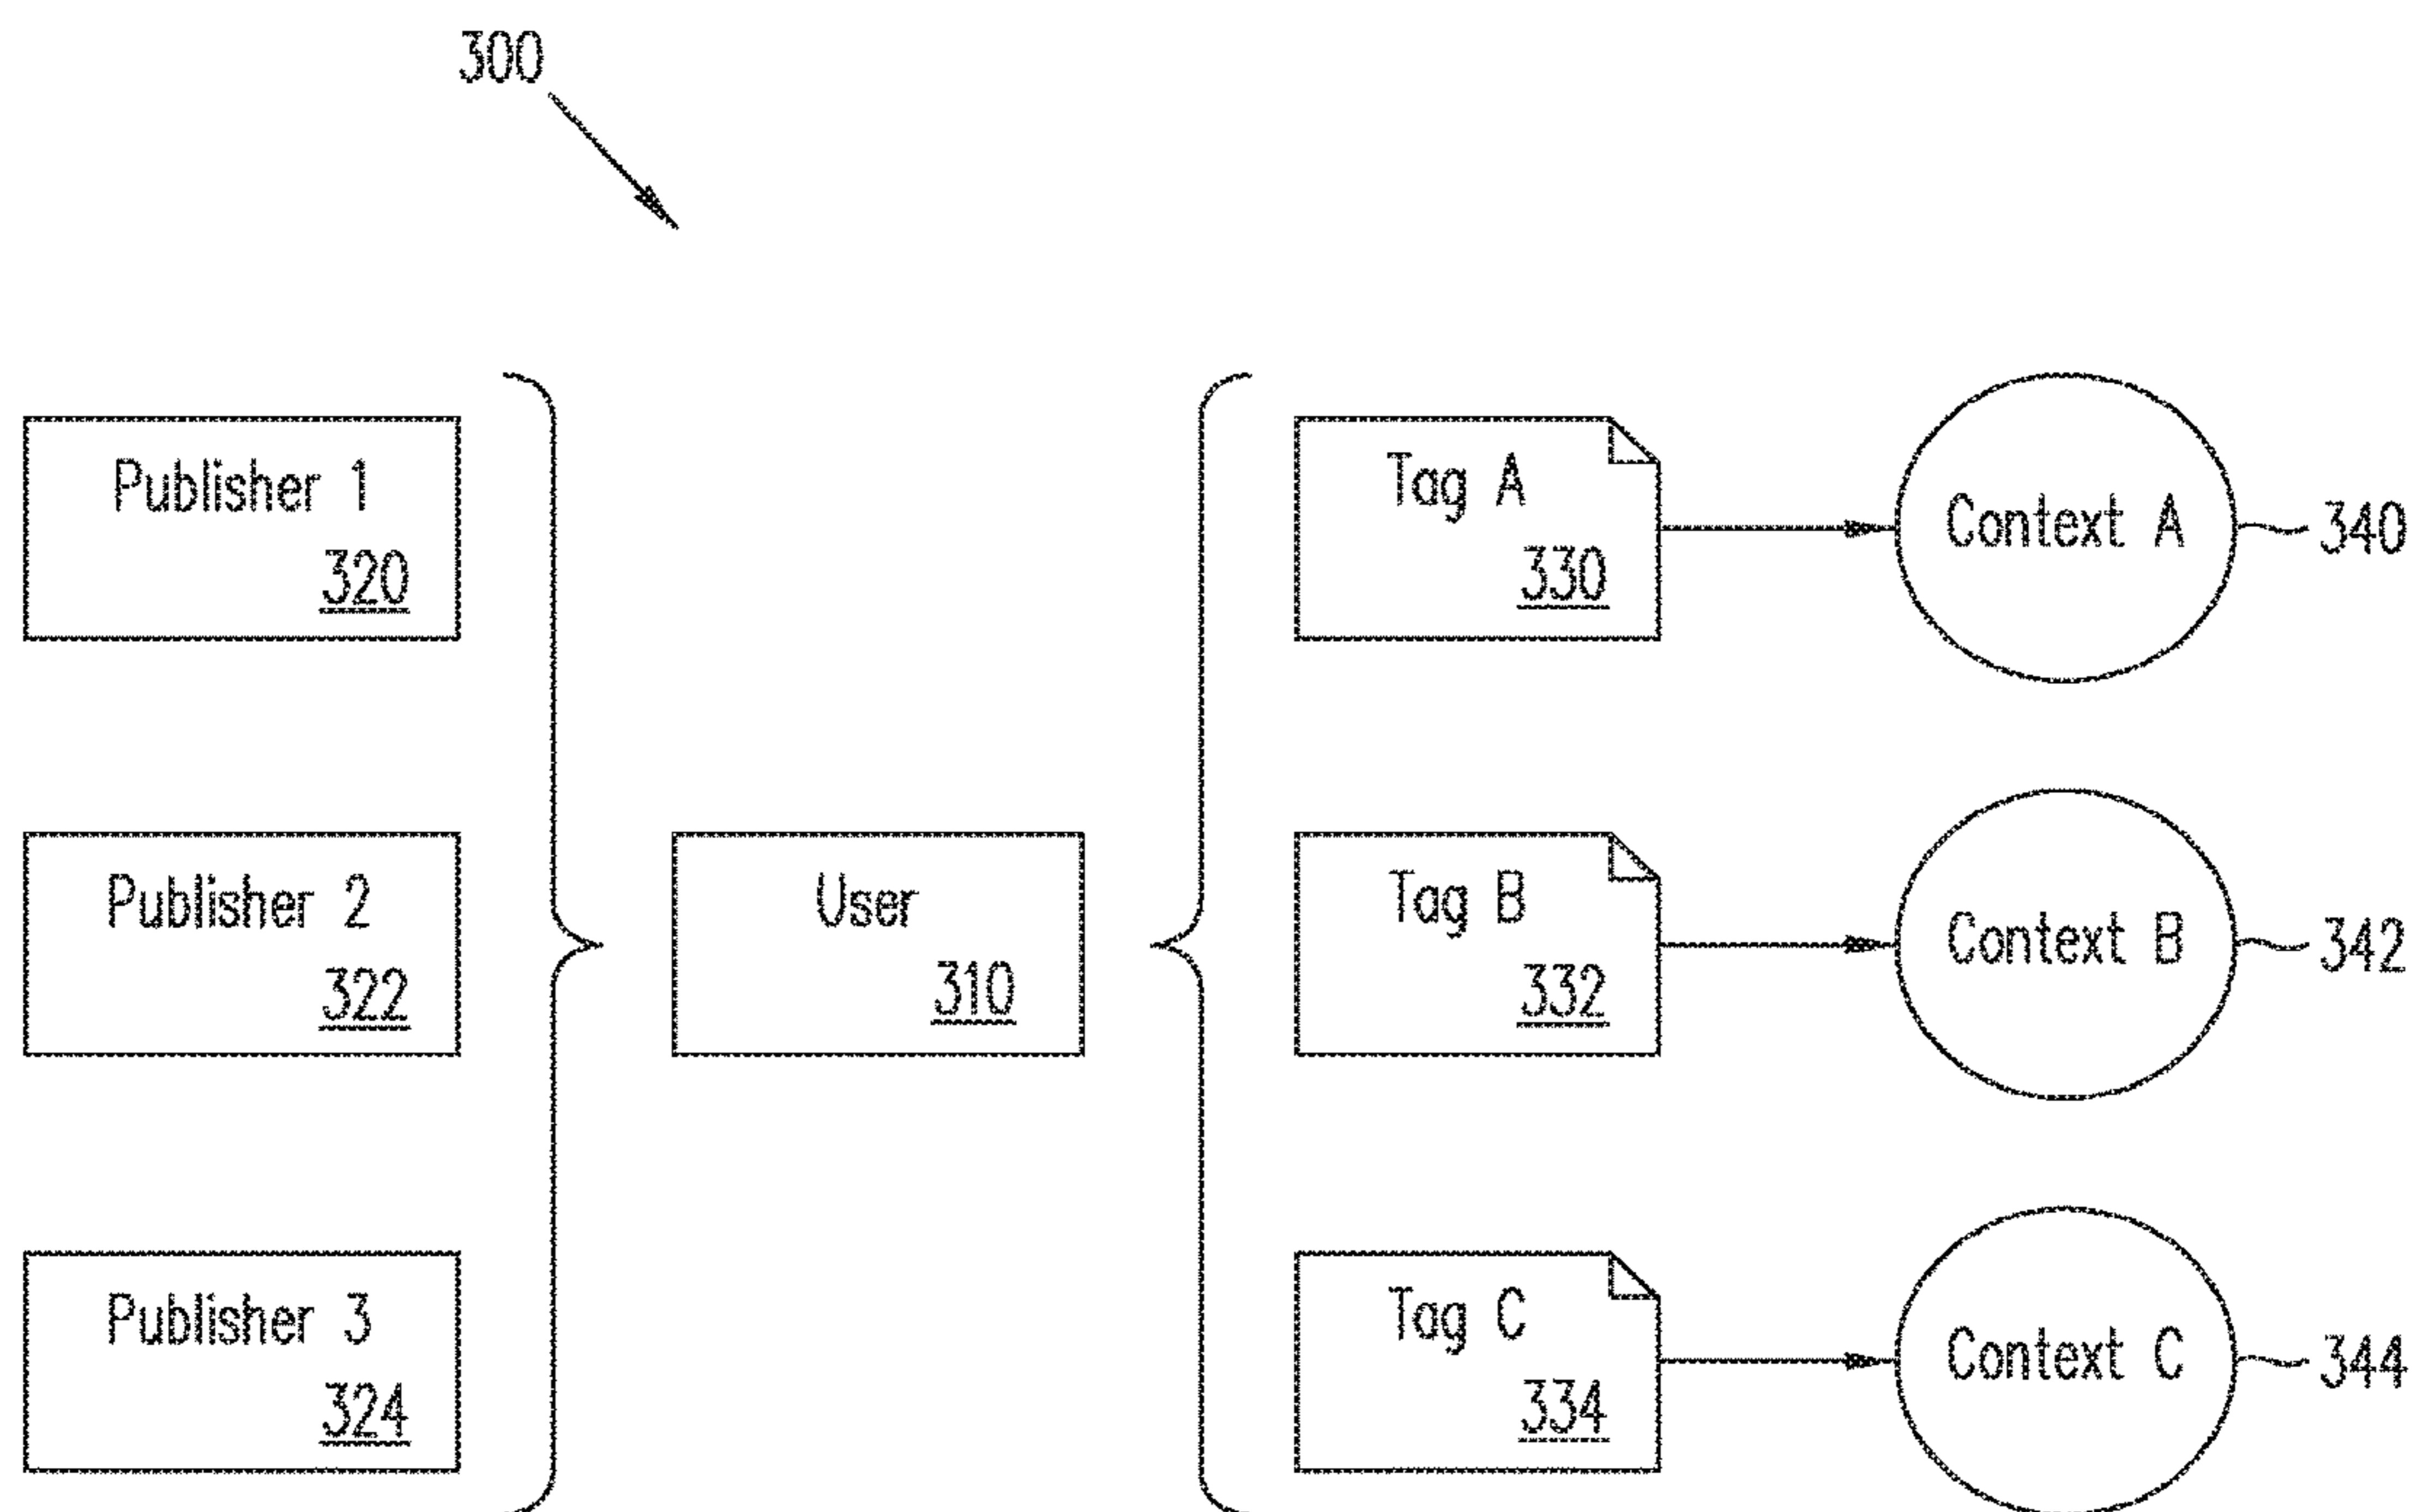 300
Publisher 1
320
Publisher 2
322
Publisher 3
324
User
310
Tag A
330
Context A
340
Tag B
332
Context B
342
Tag C
334
Context C
344